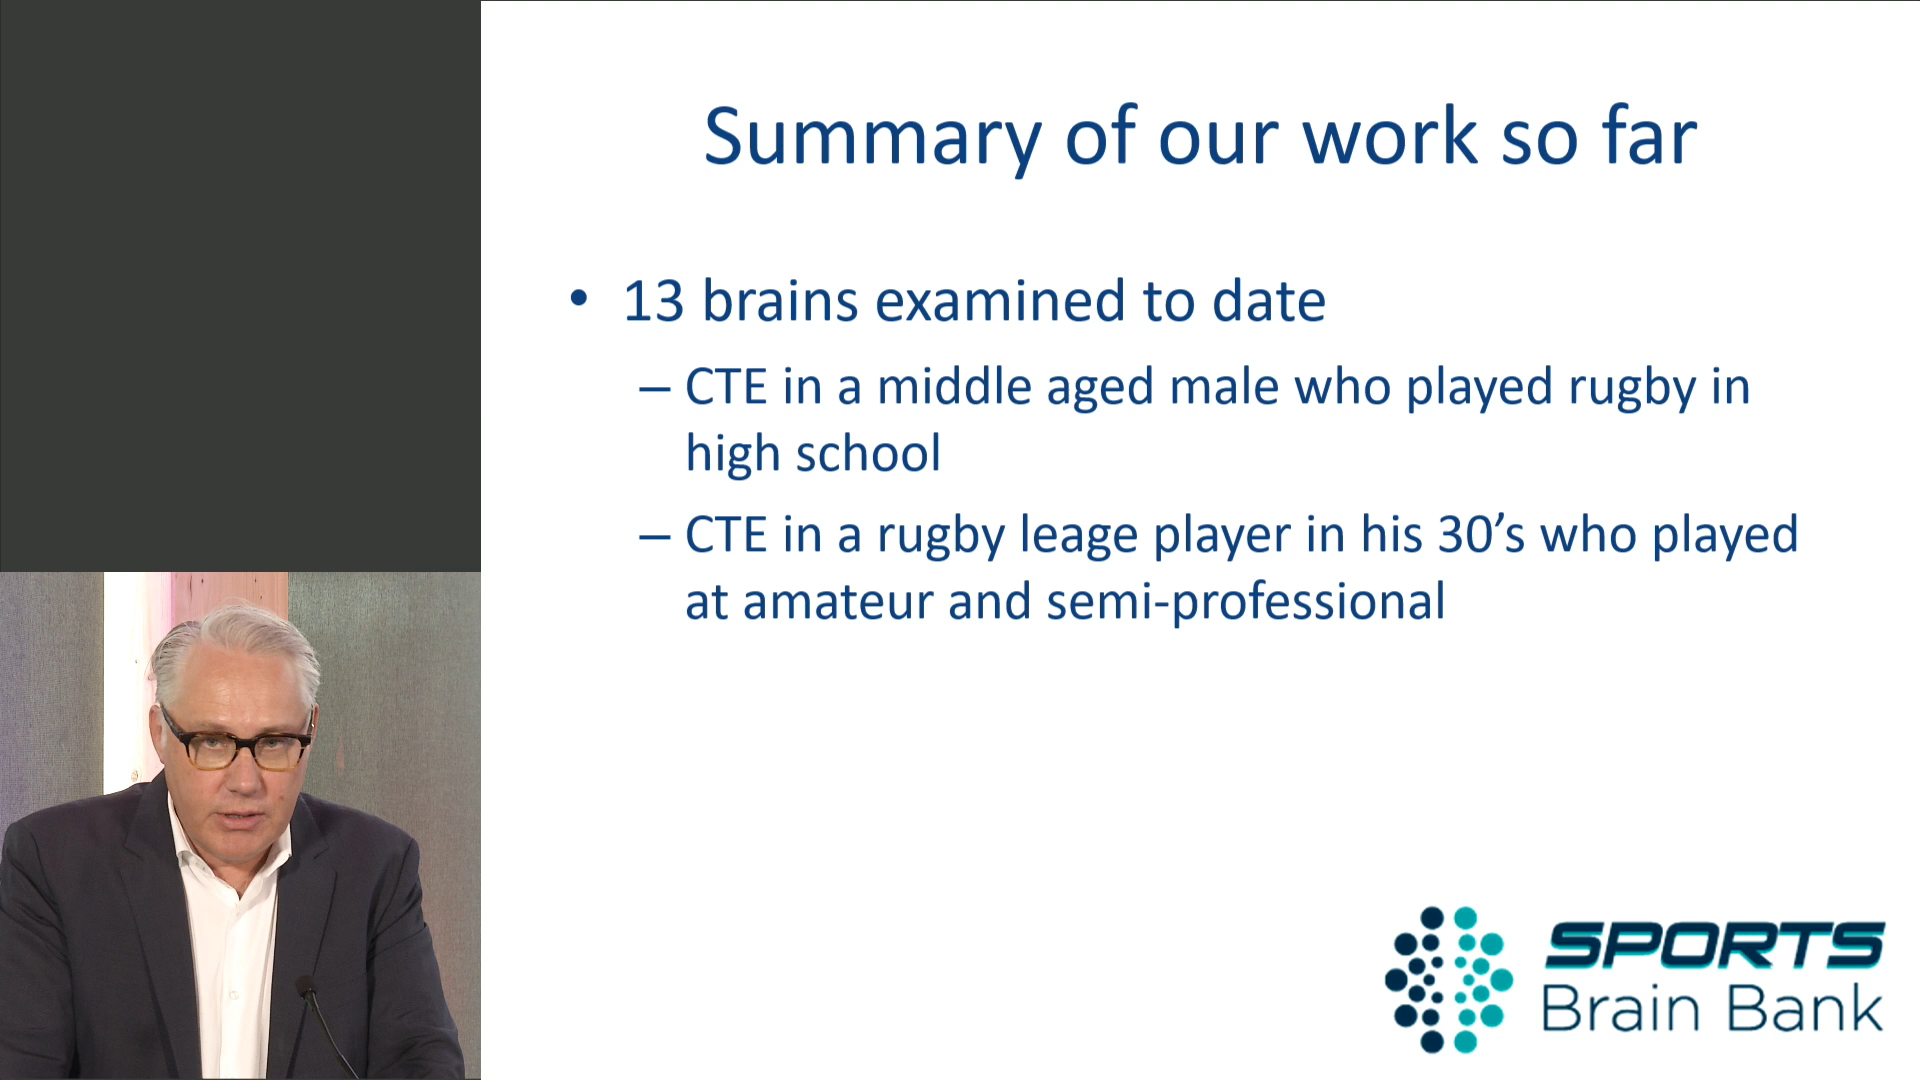 Summary of our work so far
• 13 brains examined to date
– CTE in a middle aged male who played rugby in
high school
– CTE in a rugby leage player in his 30’s who played
at amateur and semi-professional
SPORTS
Brain Bank